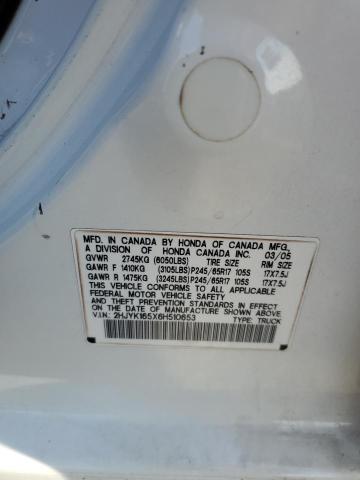 MFD. IN CANADA BY HONDA OF CANADA MFG.,
A DIVISION OF HONDA CANADA INC. 03/05
GVWR 2745KG (6050LBS) TIRE SIZE RIM SIZE
GAWR F 1410KG (3105LBS) P245/65R17 105S 17X7.5J
GAWR R 1475KG (3245LBS) P245/65R17 105S 17X7.5J
THIS VEHICLE CONFORMS TO ALL APPLICABLE
FEDERAL MOTOR VEHICLE SAFETY
AND THEFT PREVENTION STANDARDS IN EFFECT
ON THE DATE OF MANUFACTURE SHOWN ABOVE.
V.I.N.: 2HJYK165X6H510653 TYPE: TRUCK